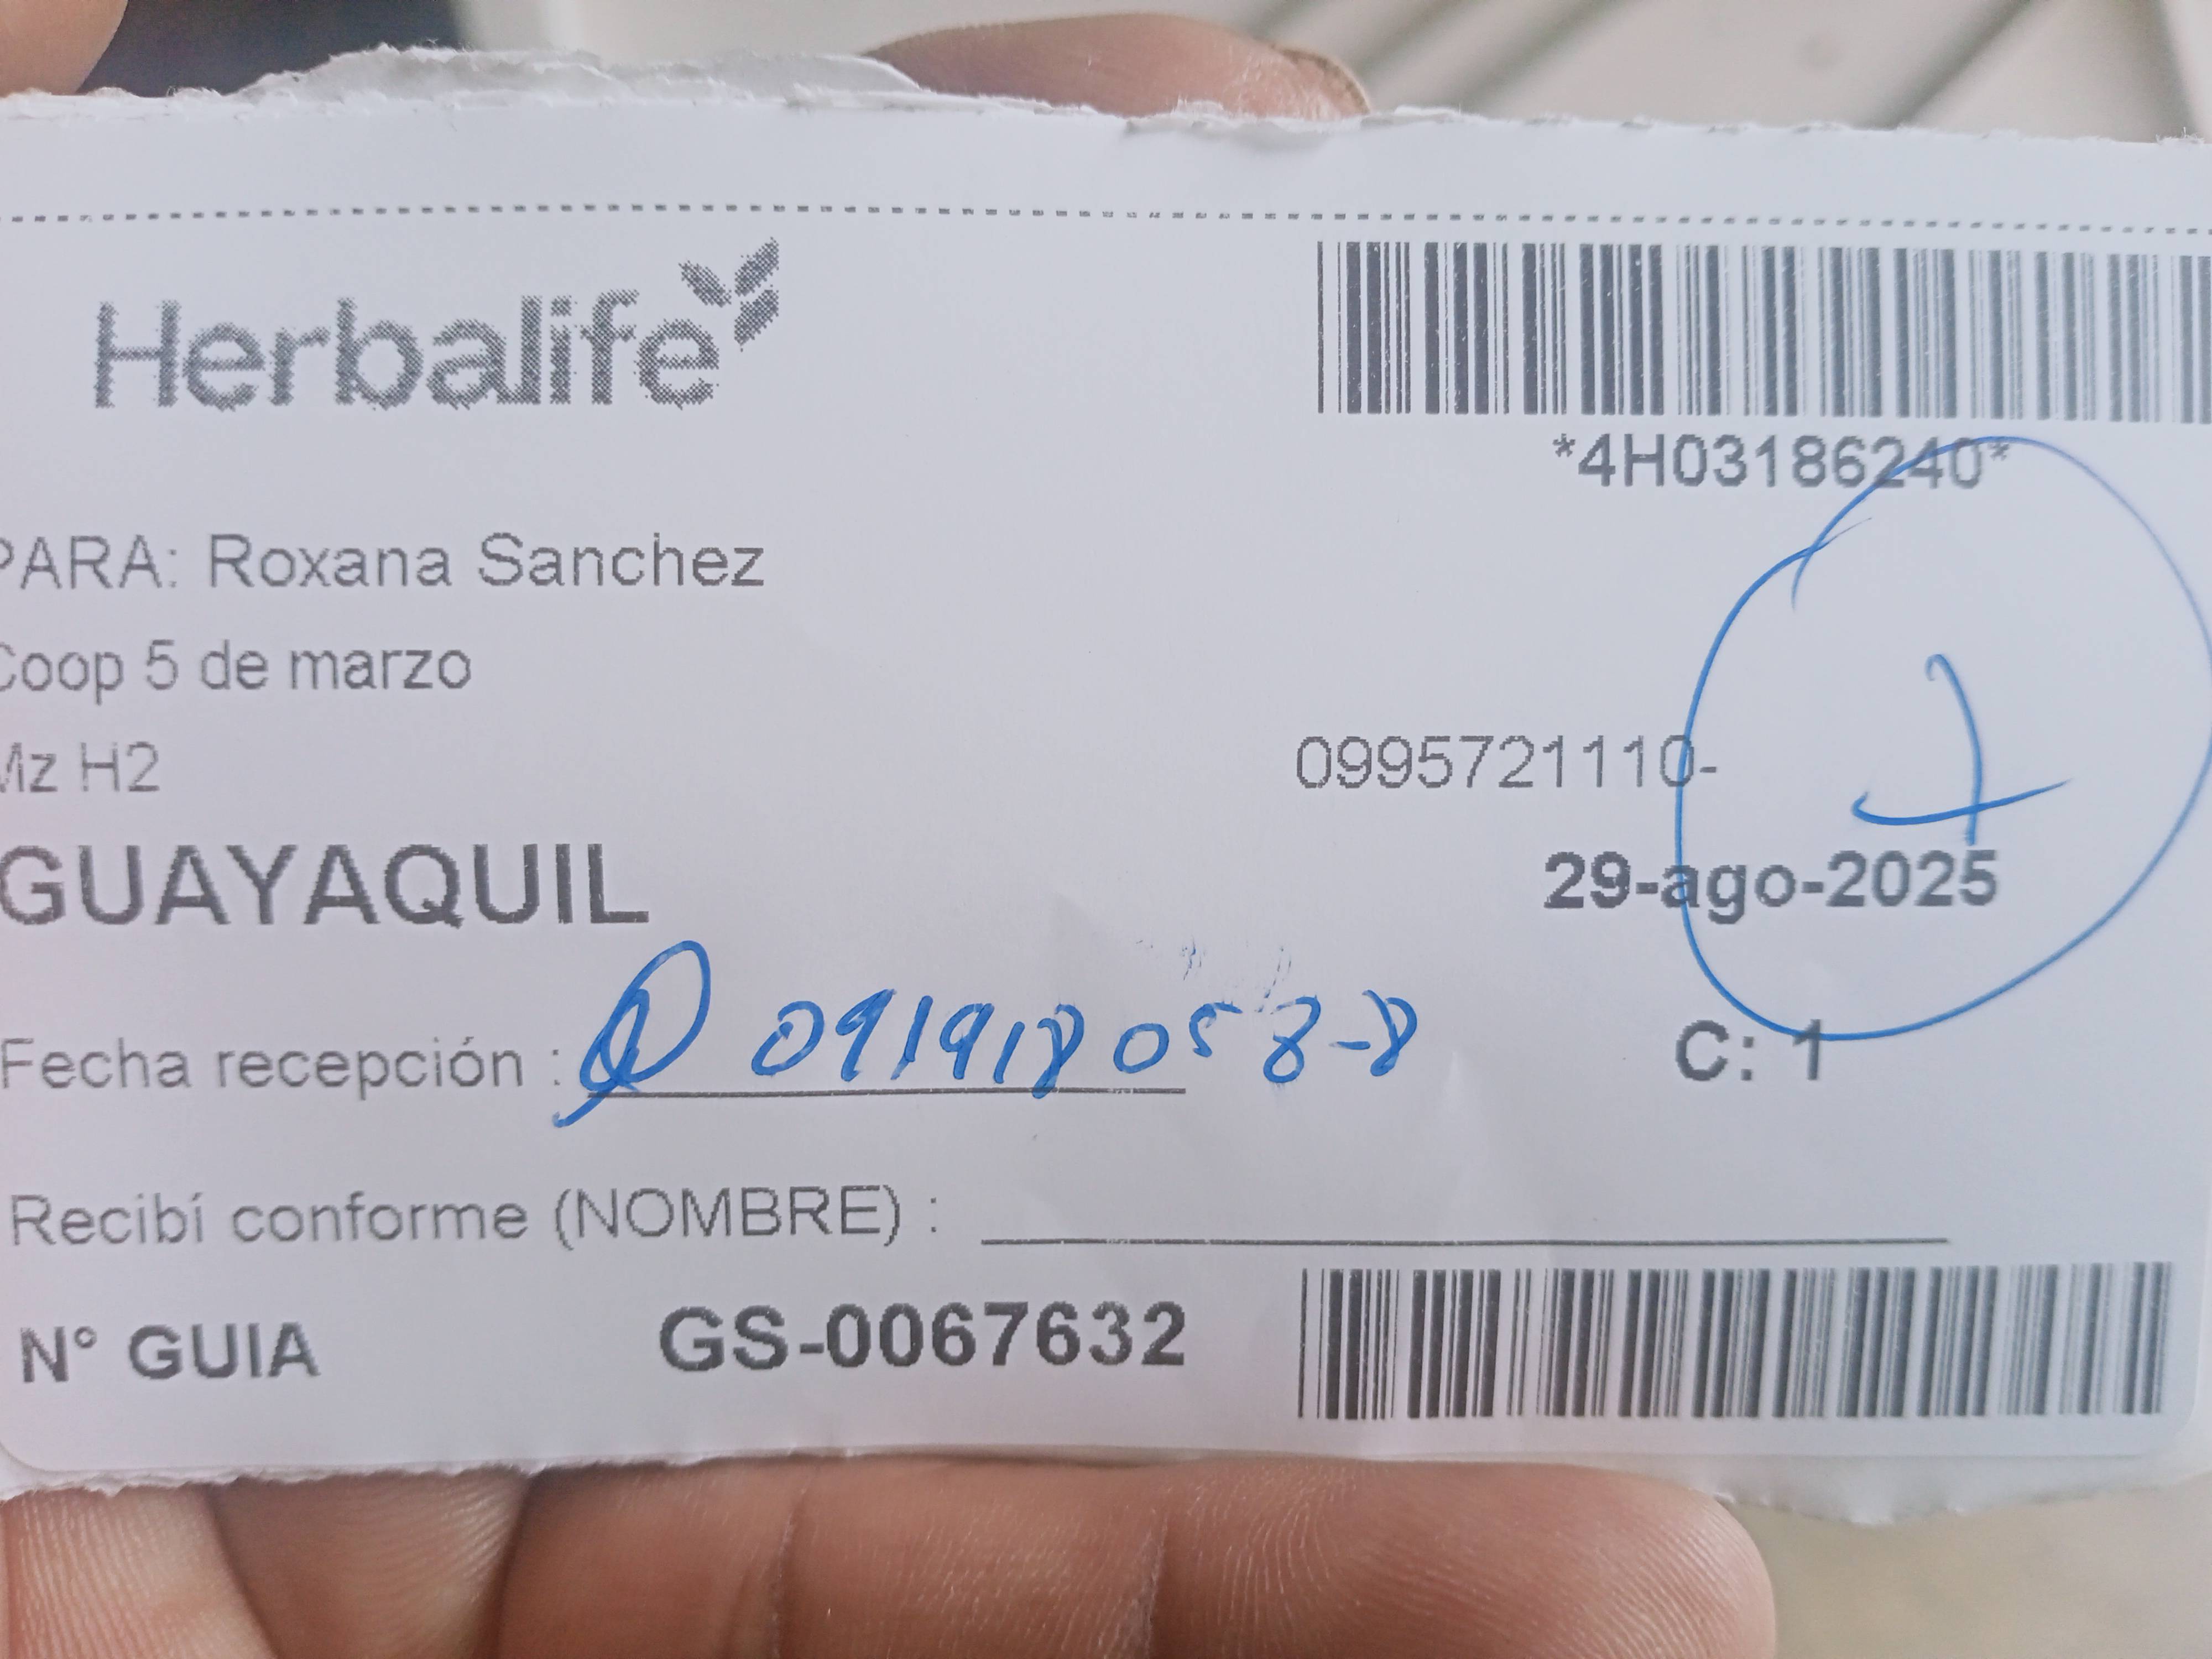 Herbalife
*4H03186240*
PARA: Roxana Sanchez
Coop 5 de marzo
Mz H2
0995721110-
GUAYAQUIL
29-ago-2025
Fecha recepción : 091918058-8
C: 1
Recibí conforme (NOMBRE) :
N° GUIA GS-0067632